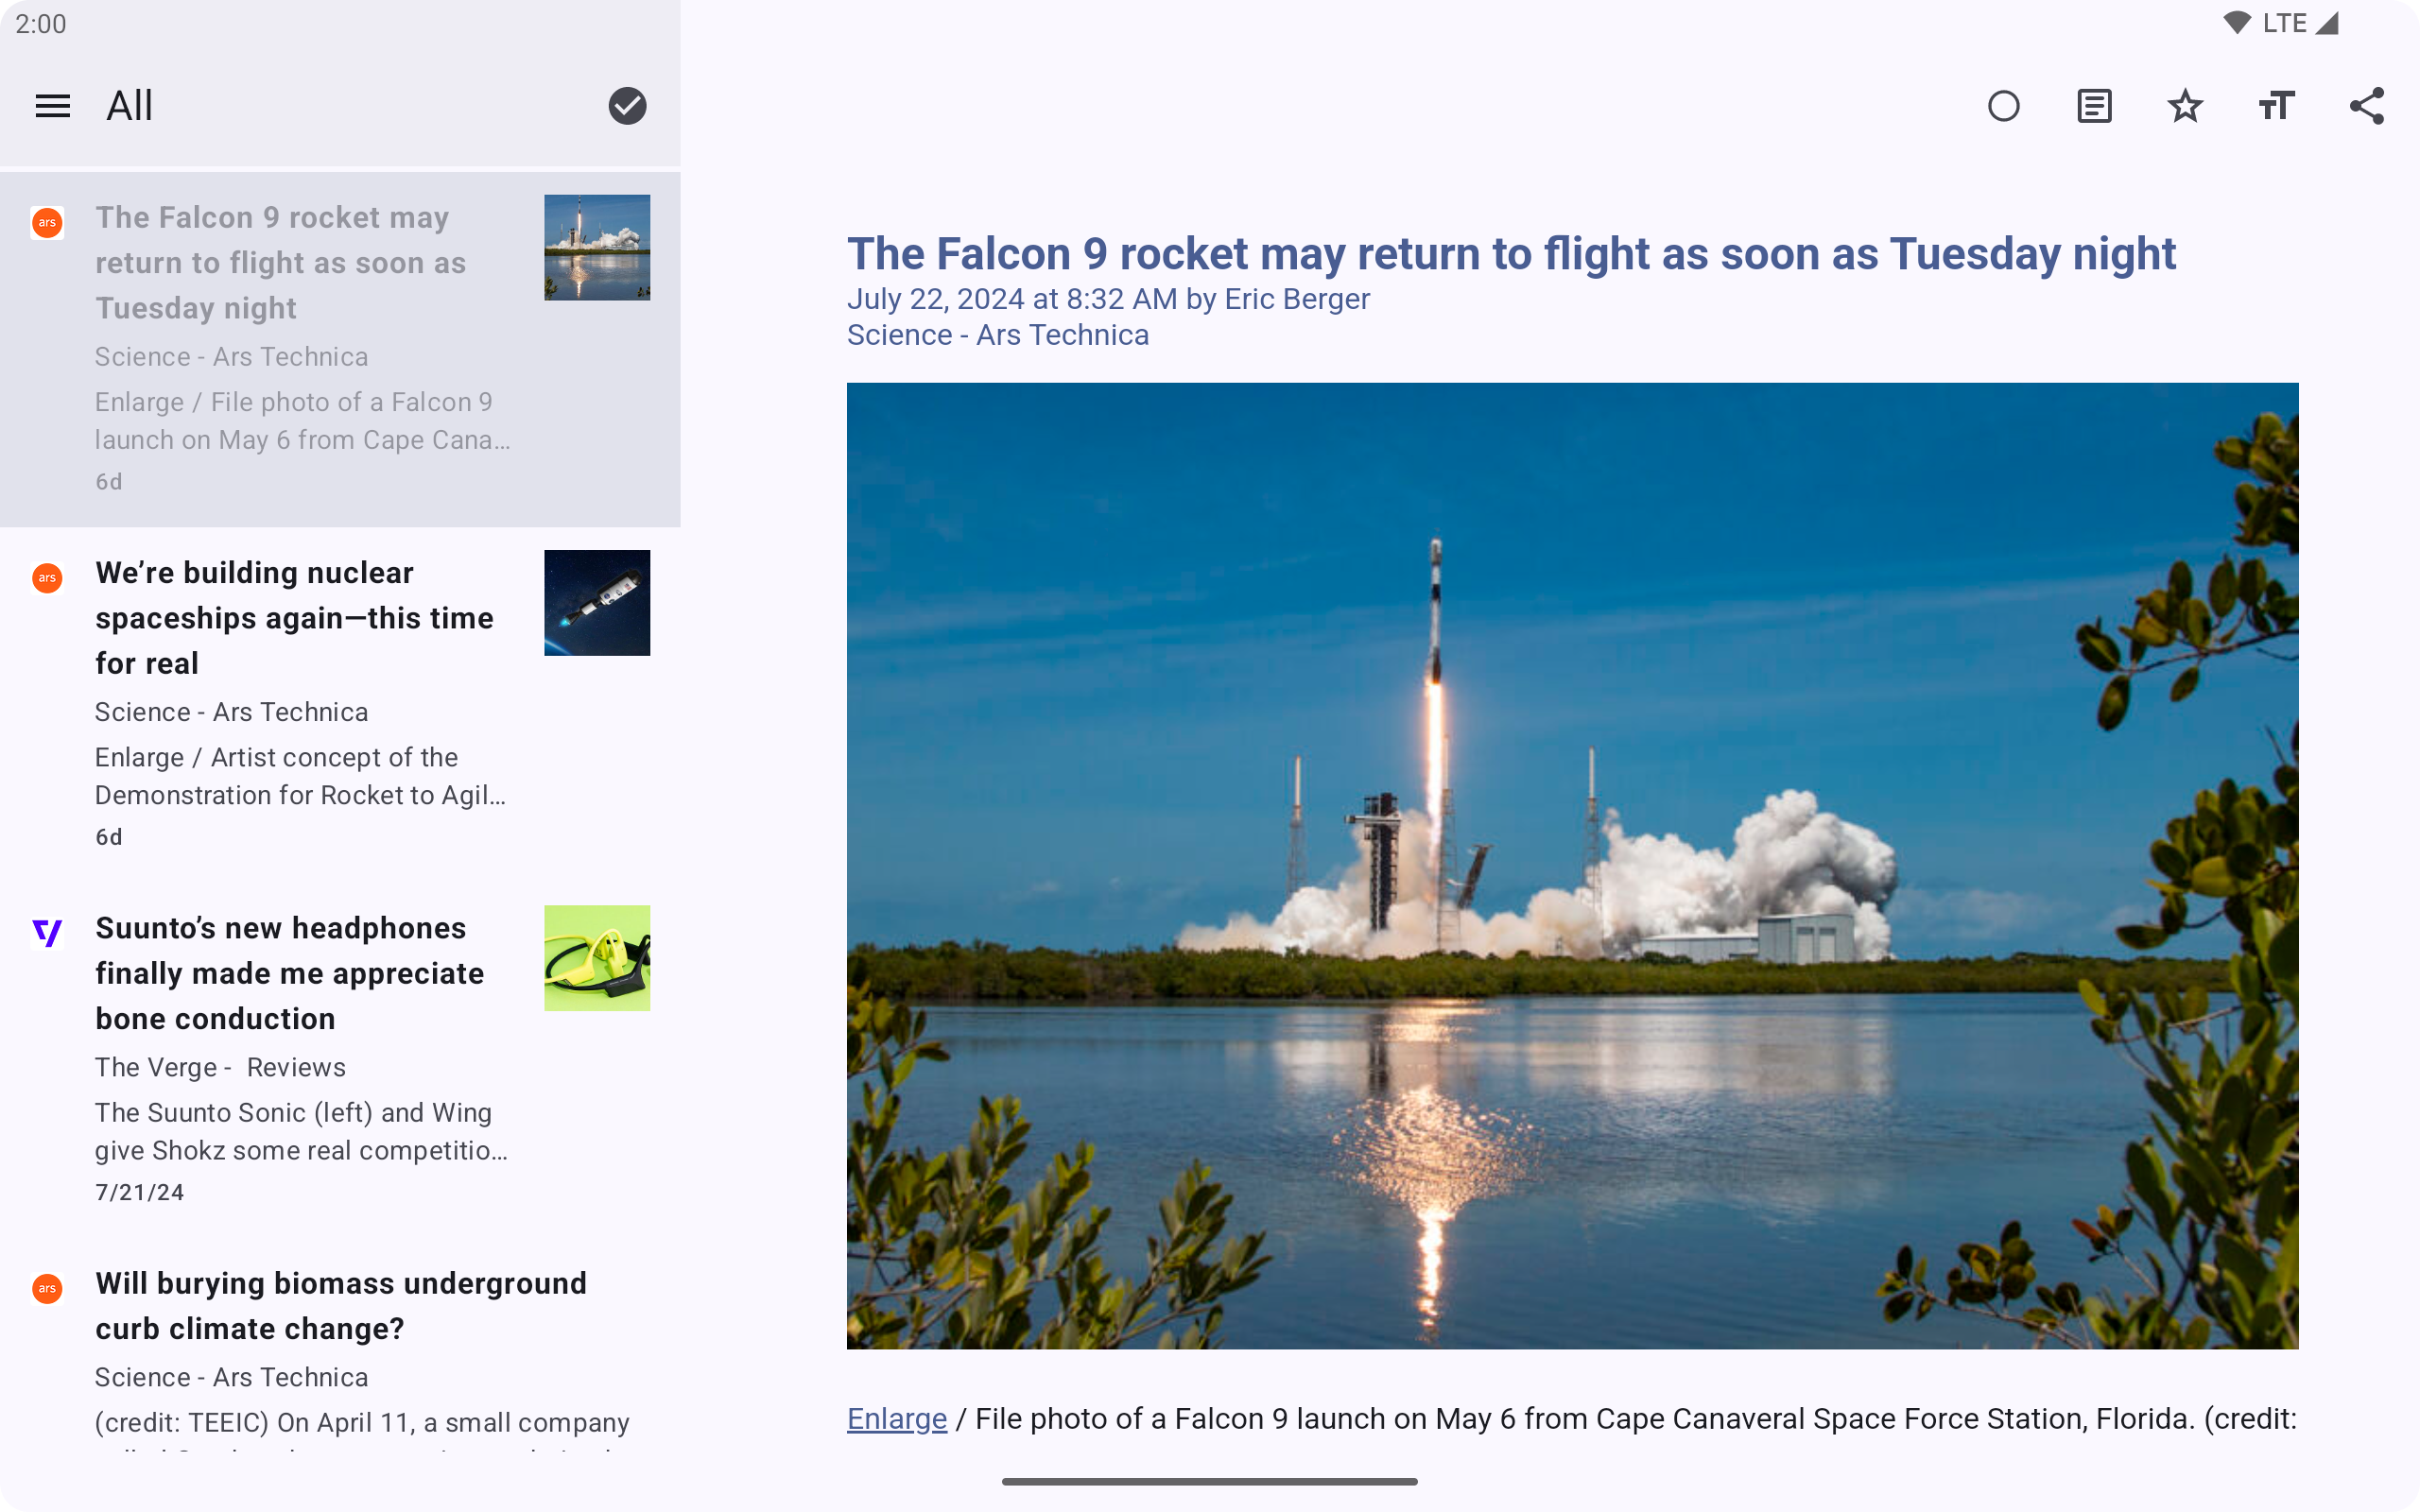 2:00
LTE
All
ars
The Falcon 9 rocket may
return to flight as soon as
Tuesday night
Science - Ars Technica
Enlarge / File photo of a Falcon 9
launch on May 6 from Cape Cana…
6d
ars
We’re building nuclear
spaceships again—this time
for real
Science - Ars Technica
Enlarge / Artist concept of the
Demonstration for Rocket to Agil…
6d
Suunto’s new headphones
finally made me appreciate
bone conduction
The Verge -  Reviews
The Suunto Sonic (left) and Wing
give Shokz some real competitio…
7/21/24
ars
Will burying biomass underground
curb climate change?
Science - Ars Technica
(credit: TEEIC) On April 11, a small company
The Falcon 9 rocket may return to flight as soon as Tuesday night
July 22, 2024 at 8:32 AM by Eric Berger
Science - Ars Technica
Enlarge / File photo of a Falcon 9 launch on May 6 from Cape Canaveral Space Force Station, Florida. (credit: